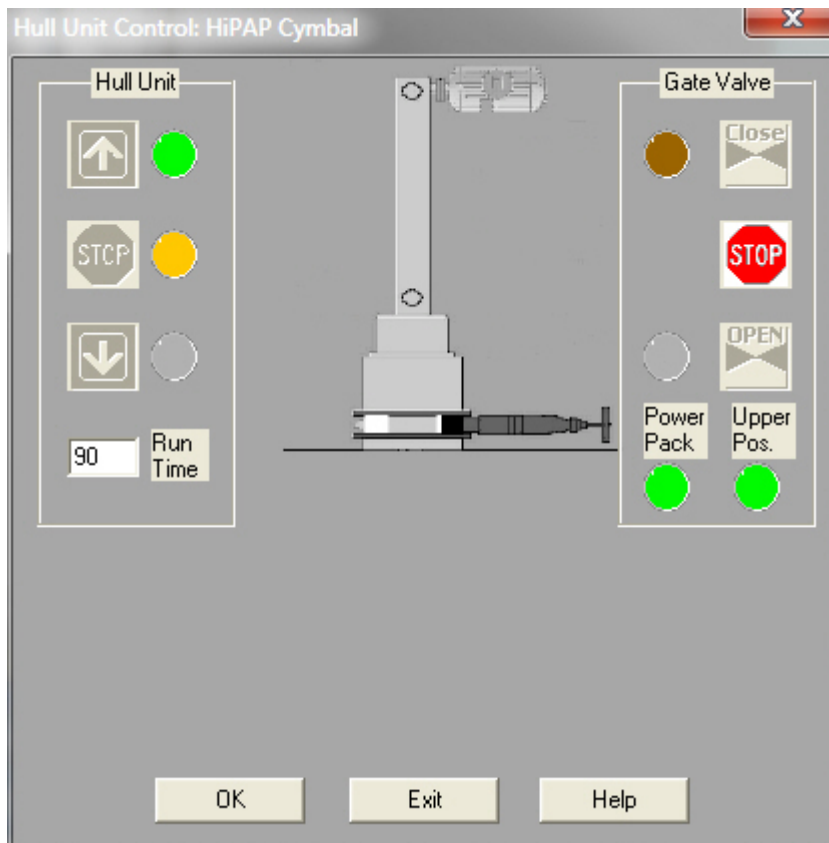 Hull Unit Control: HiPAP Cymbal
X
Hull Unit
STOP
90
Run
Time
Gate Valve
Close
STOP
OPEN
Power
Pack
Upper
Pos.
OK
Exit
Help